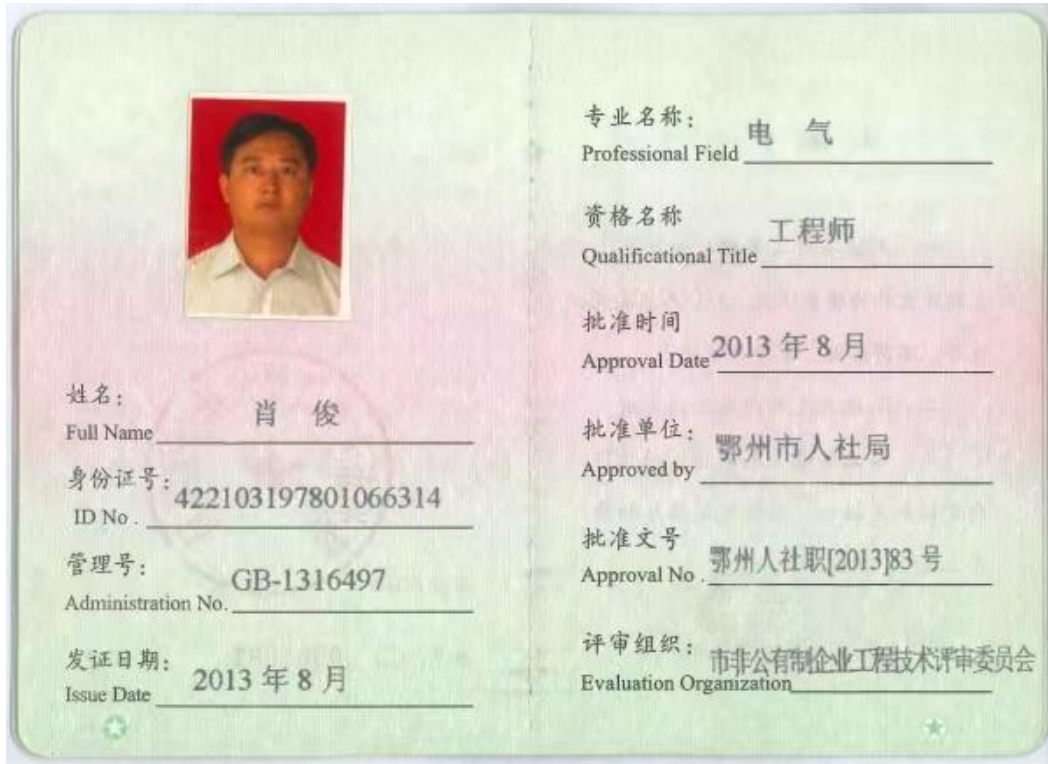 姓名：
肖 俊
Full Name
身份证号：
422103197801066314
ID No .
管理号：
GB-1316497
Administration No.
发证日期：
2013 年 8 月
Issue Date
专业名称：
电 气
Professional Field
资格名称
工程师
Qualificational Title
批准时间
2013 年 8 月
Approval Date
批准单位：
鄂州市人社局
Approved by
批准文号
鄂州人社职[2013]83 号
Approval No .
评审组织：
市非公有制企业工程技术评审委员会
Evaluation Organization